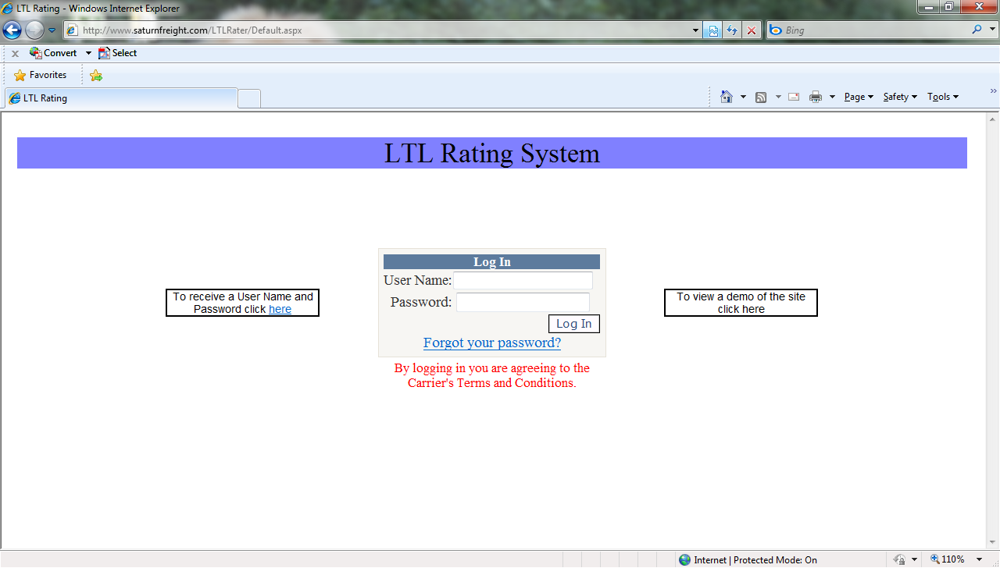 LTL Rating - Windows Internet Explorer
http://www.saturnfreight.com/LTLRater/Default.aspx
Bing
x Convert Select
Favorites
LTL Rating
Page Safety Tools
LTL Rating System
Log In
User Name:
Password:
Log In
Forgot your password?
By logging in you are agreeing to the
Carrier's Terms and Conditions.
To receive a User Name and
Password click here
To view a demo of the site
click here
Internet | Protected Mode: On
110%